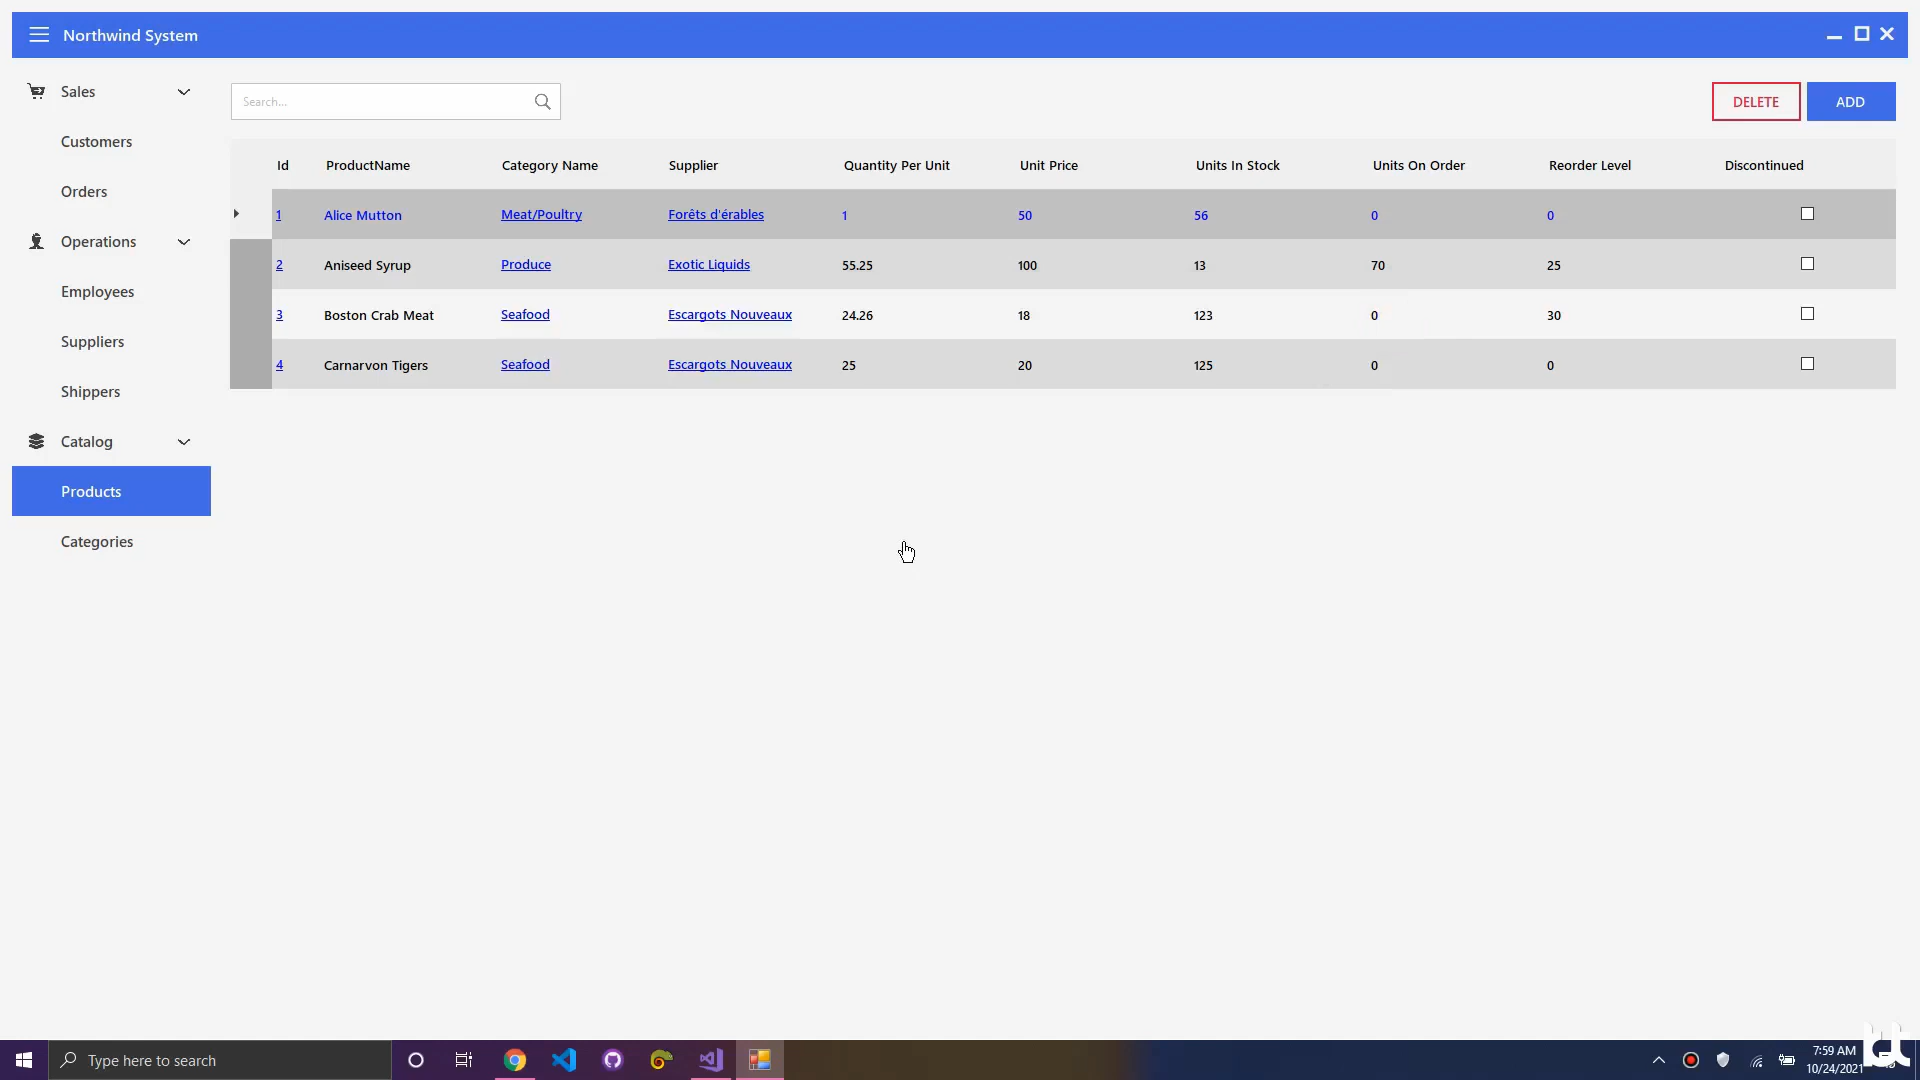 Northwind System
Sales
Customers
Orders
Operations
Employees
Suppliers
Shippers
Catalog
Products
Categories
Search...
DELETE
ADD
Id ProductName Category Name Supplier Quantity Per Unit Unit Price Units In Stock Units On Order Reorder Level Discontinued
1 Alice Mutton Meat/Poultry Forêts d'érables 1 50 56 0 0
2 Aniseed Syrup Produce Exotic Liquids 55.25 100 13 70 25
3 Boston Crab Meat Seafood Escargots Nouveaux 24.26 18 123 0 30
4 Carnarvon Tigers Seafood Escargots Nouveaux 25 20 125 0 0
Type here to search
7:59 AM
10/24/2021